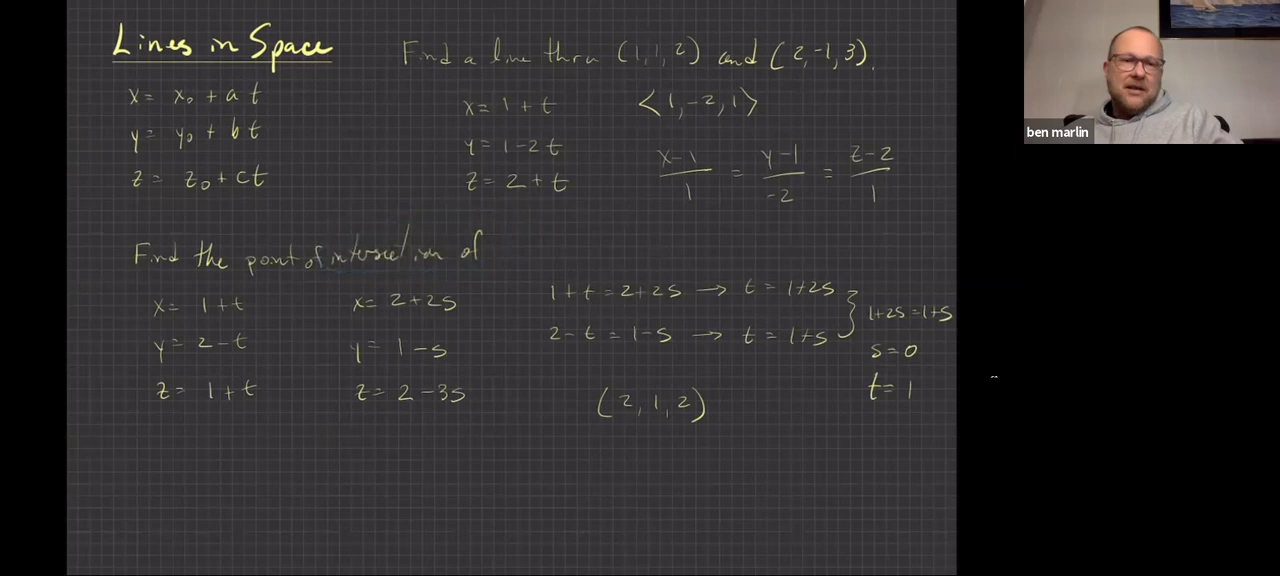 Lines in Space
Find a line thru (1, 1, 2) and (2, -1, 3).
x = x₀ + at
y = y₀ + bt
z = z₀ + ct
x = 1 + t
y = 1 - 2t
z = 2 + t
<1, -2, 1>
x-1/1 = y-1/-2 = z-2/1
ben marlin
Find the point of intersection of
x = 1 + t
y = 2 - t
z = 1 + t
x = 2 + 2s
y = 1 - s
z = 2 - 3s
1 + t = 2 + 2s → t = 1 + 2s
2 - t = 1 - s → t = 1 + s
1 + 2s = 1 + s
s = 0
t = 1
(2, 1, 2)